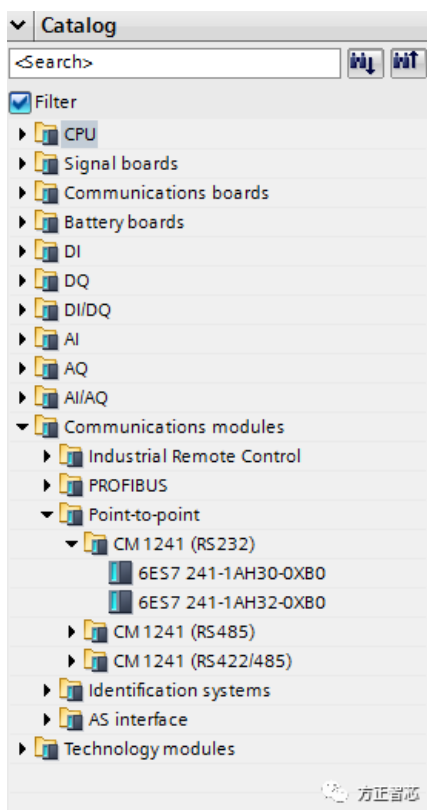 Catalog
<Search>
Filter
CPU
Signal boards
Communications boards
Battery boards
DI
DQ
DI/DQ
AI
AQ
AI/AQ
Communications modules
Industrial Remote Control
PROFIBUS
Point-to-point
CM 1241 (RS232)
6ES7 241-1AH30-0XB0
6ES7 241-1AH32-0XB0
CM 1241 (RS485)
CM 1241 (RS422/485)
Identification systems
AS interface
Technology modules
方正智芯